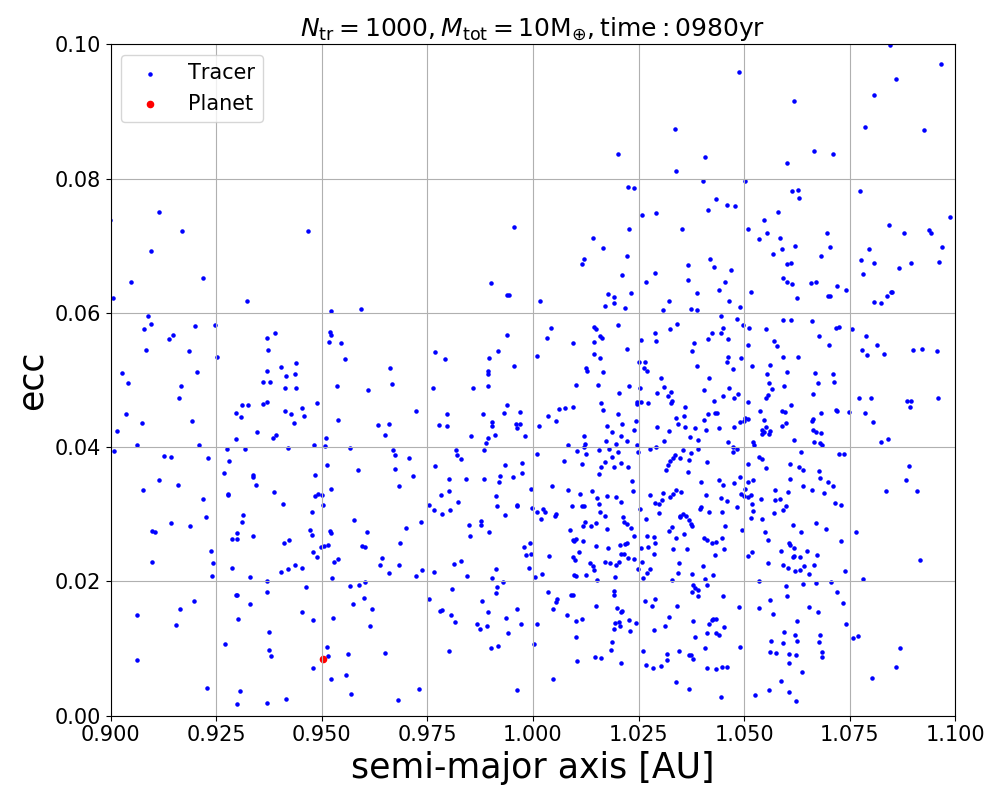 N_tr = 1000, M_tot = 10M_⊕, time : 0980yr
Tracer
Planet
ecc
0.10
0.08
0.06
0.04
0.02
0.00
0.900 0.925 0.950 0.975 1.000 1.025 1.050 1.075 1.100
semi-major axis [AU]